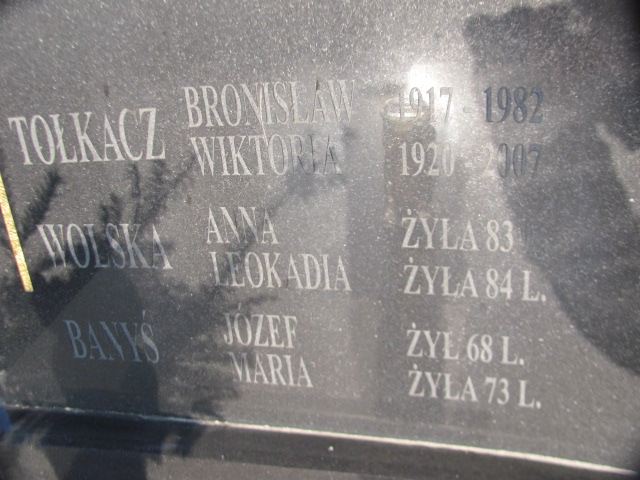 TOŁKACZ BRONISŁAW 1917 - 1982
WIKTORIA 1920 - 2007
WOLSKA ANNA ŻYŁA 83
LEOKADIA ŻYŁA 84 L.
BANYŚ JÓZEF ŻYŁ 68 L.
MARIA ŻYŁA 73 L.